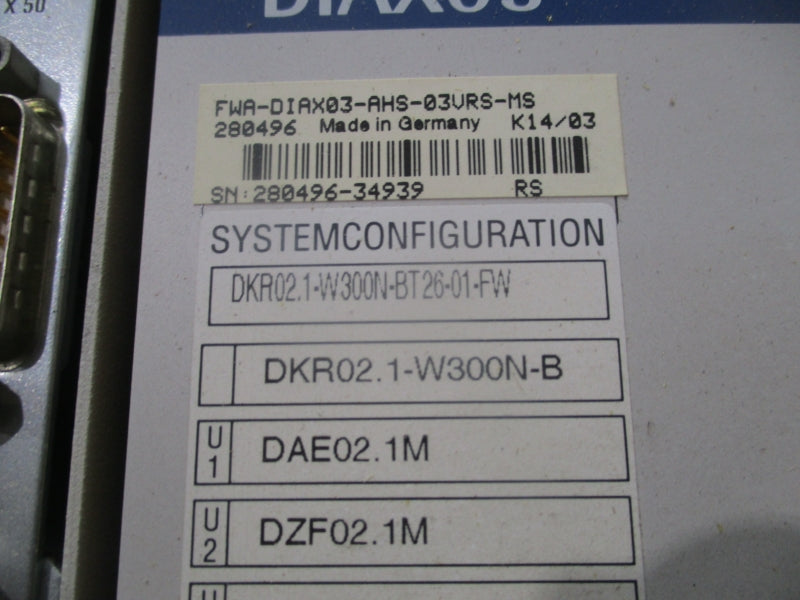 X 50
DIAX03
FWA-DIAX03-AHS-03VRS-MS
280496 Made in Germany K14/03
SN:280496-34939 RS
SYSTEMCONFIGURATION
DKR02.1-W300N-BT26-01-FW
DKR02.1-W300N-B
U1 DAE02.1M
U2 DZF02.1M
U